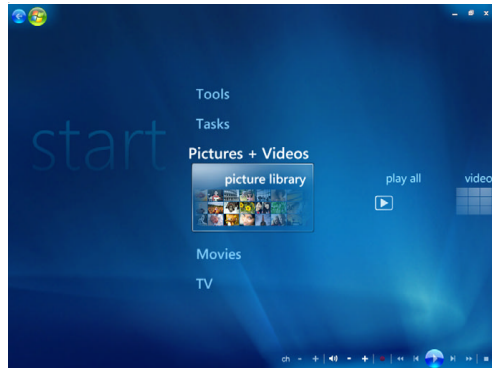 start
Tools
Tasks
Pictures + Videos
picture library
play all
video
Movies
TV
ch - +
- +